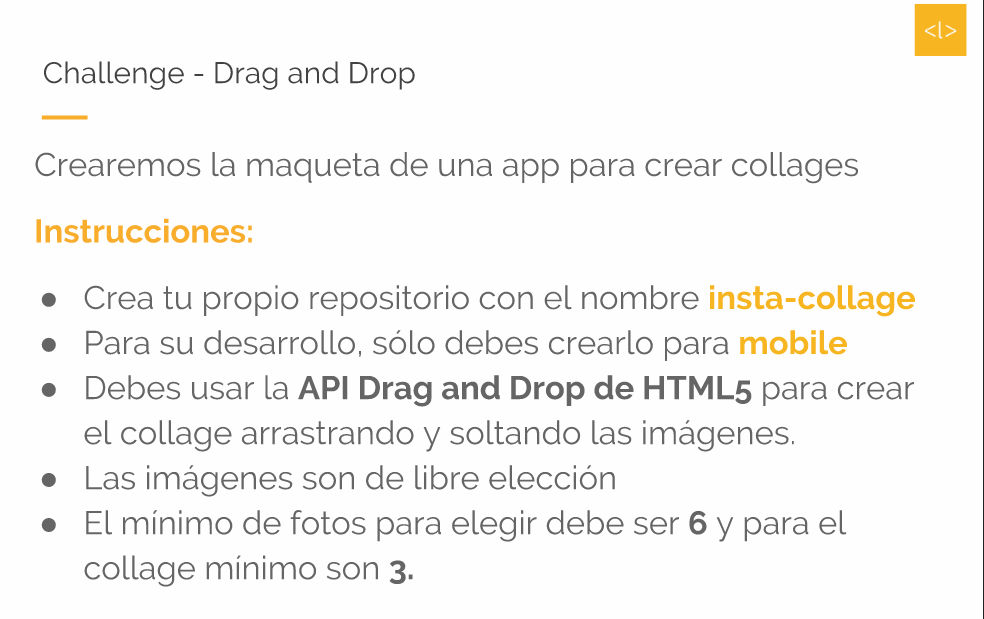 <l>
Challenge - Drag and Drop
Crearemos la maqueta de una app para crear collages
Instrucciones:
● Crea tu propio repositorio con el nombre insta-collage
● Para su desarrollo, sólo debes crearlo para mobile
● Debes usar la API Drag and Drop de HTML5 para crear
el collage arrastrando y soltando las imágenes.
● Las imágenes son de libre elección
● El mínimo de fotos para elegir debe ser 6 y para el
collage mínimo son 3.